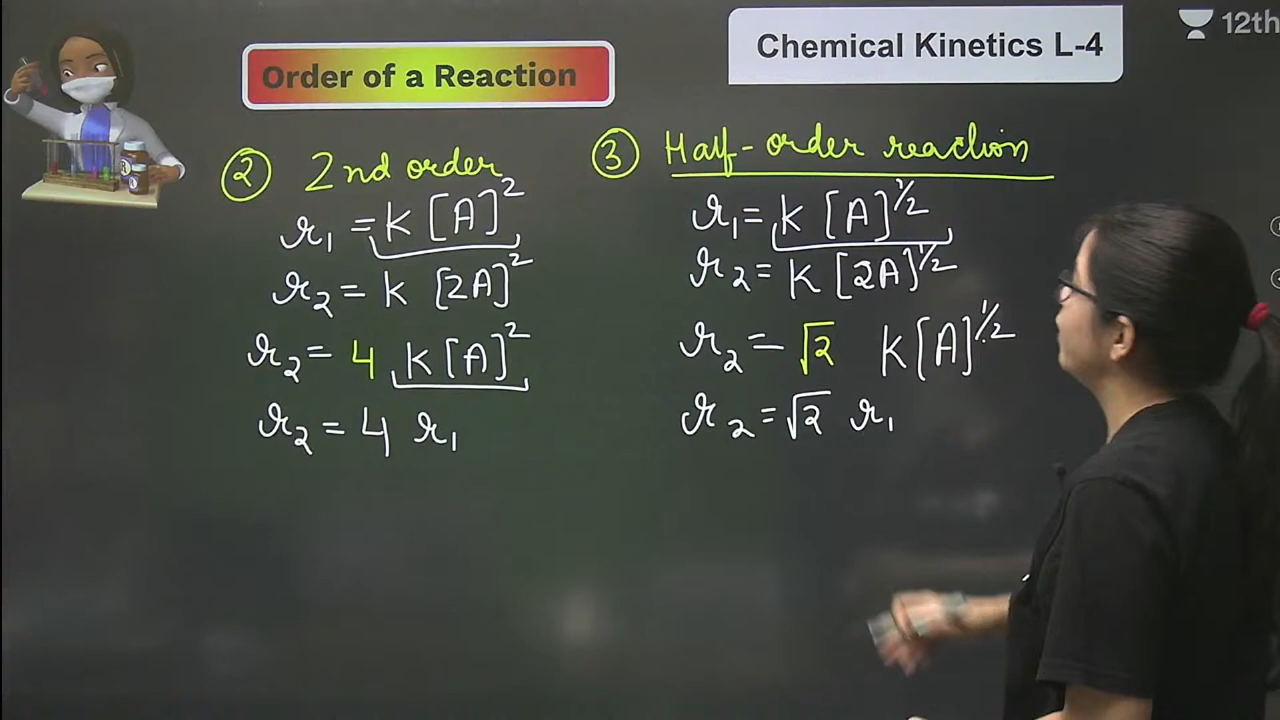 Order of a Reaction
Chemical Kinetics L-4
12th
② 2nd order
r₁ = K [A]²
r₂ = K [2A]²
r₂ = 4 K[A]²
r₂ = 4 r₁
③ Half-order reaction
r₁ = K [A]^1/2
r₂ = K [2A]^1/2
r₂ = √2 K[A]^1/2
r₂ = √2 r₁